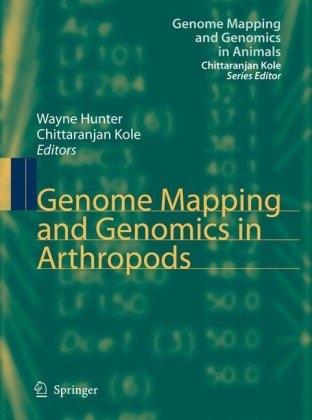 Genome Mapping
and Genomics
in Animals
Chittaranjan Kole
Series Editor
Wayne Hunter
Chittaranjan Kole
Editors
Genome Mapping
and Genomics in
Arthropods
Springer